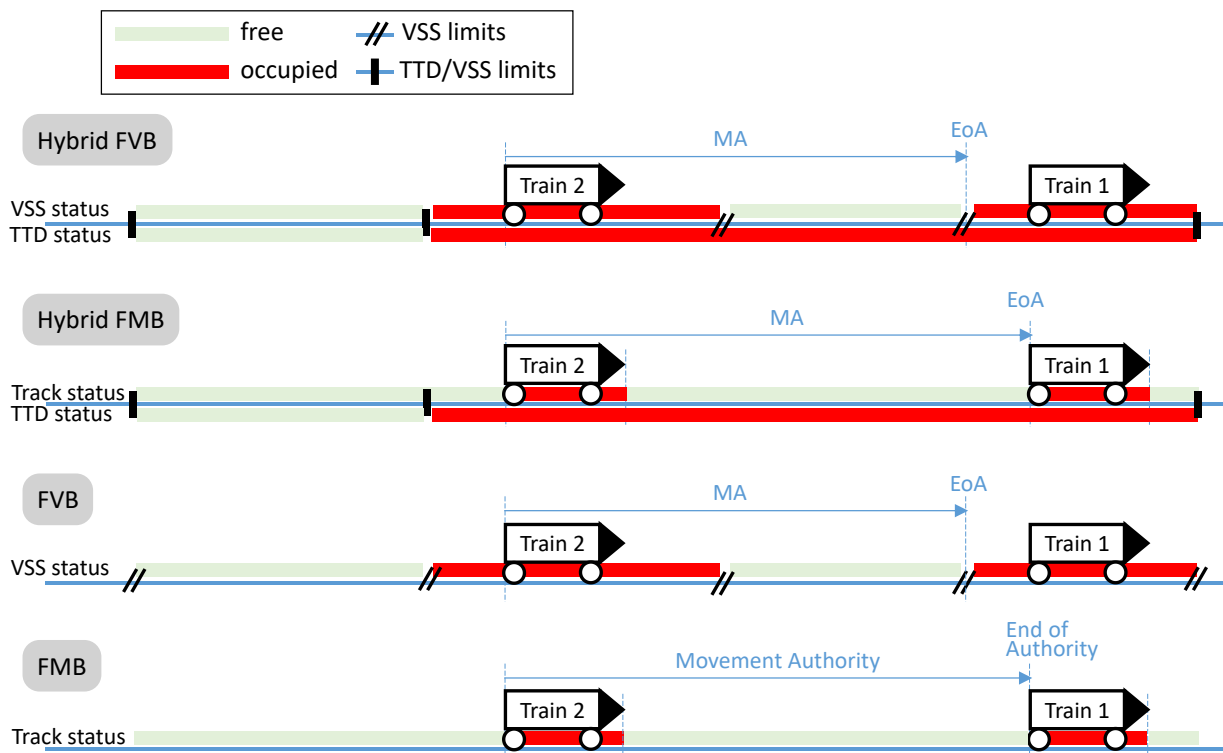 free
VSS limits
occupied
TTD/VSS limits
Hybrid FVB
MA
EoA
Train 2
Train 1
VSS status
TTD status
Hybrid FMB
MA
EoA
Train 2
Train 1
Track status
TTD status
FVB
MA
EoA
Train 2
Train 1
VSS status
FMB
Movement Authority
End of
Authority
Train 2
Train 1
Track status